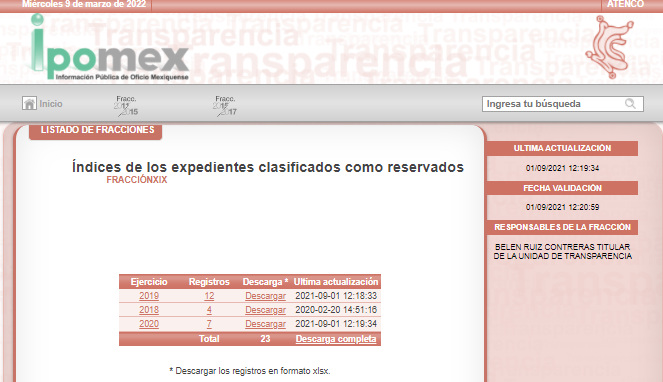 Miércoles 9 de marzo de 2022
ATENCO
Transparencia
ipomex
Información Pública de Oficio Mexiquense
Transparencia
Inicio
Fracc.
Fracc.
Ingresa tu búsqueda
LISTADO DE FRACCIONES
Índices de los expedientes clasificados como reservados
FRACCIÓNXIX
ULTIMA ACTUALIZACIÓN
01/09/2021 12:19:34
FECHA VALIDACIÓN
01/09/2021 12:20:59
RESPONSABLES DE LA FRACCIÓN
BELEN RUIZ CONTRERAS TITULAR
DE LA UNIDAD DE TRANSPARENCIA
Ejercicio Registros Descarga * Ultima actualización
2019 12 Descargar 2021-09-01 12:18:33
2018 4 Descargar 2020-02-20 14:51:16
2020 7 Descargar 2021-09-01 12:19:34
Total 23 Descarga completa
* Descargar los registros en formato xlsx.